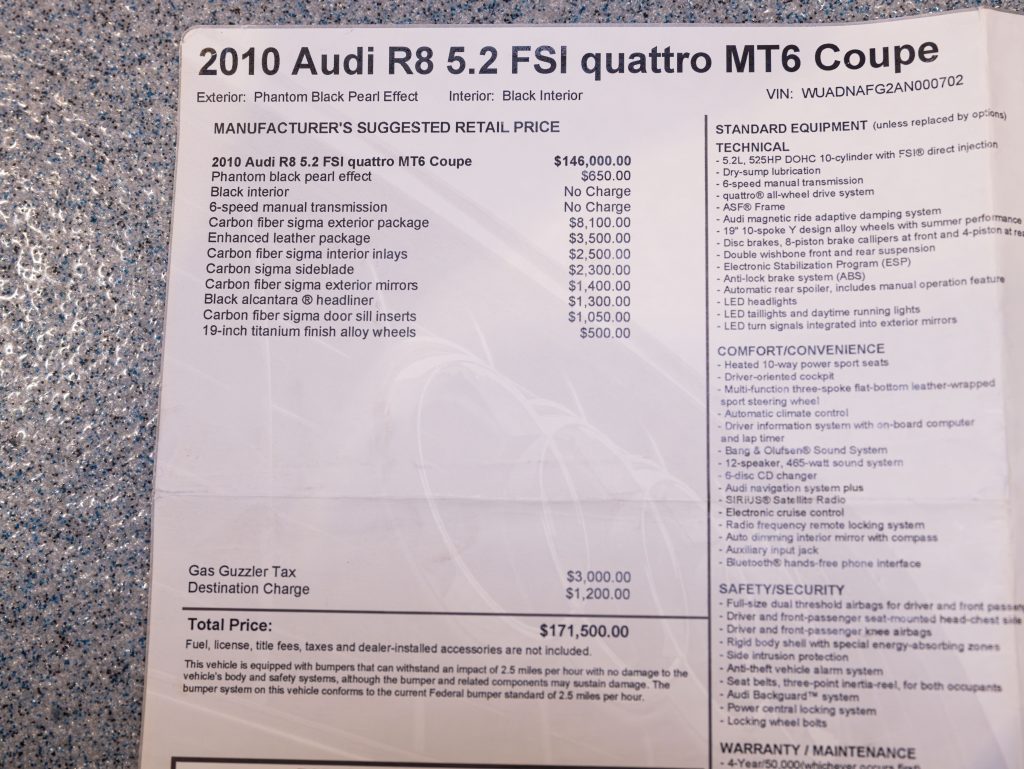 2010 Audi R8 5.2 FSI quattro MT6 Coupe
Exterior: Phantom Black Pearl Effect Interior: Black Interior VIN: WUADNAFG2AN000702
MANUFACTURER'S SUGGESTED RETAIL PRICE
2010 Audi R8 5.2 FSI quattro MT6 Coupe $146,000.00
Phantom black pearl effect $650.00
Black interior No Charge
6-speed manual transmission No Charge
Carbon fiber sigma exterior package $8,100.00
Enhanced leather package $3,500.00
Carbon fiber sigma interior inlays $2,500.00
Carbon sigma sideblade $2,300.00
Carbon fiber sigma exterior mirrors $1,400.00
Black alcantara ® headliner $1,300.00
Carbon fiber sigma door sill inserts $1,050.00
19-inch titanium finish alloy wheels $500.00
Gas Guzzler Tax $3,000.00
Destination Charge $1,200.00
Total Price: $171,500.00
Fuel, license, title fees, taxes and dealer-installed accessories are not included.
This vehicle is equipped with bumpers that can withstand an impact of 2.5 miles per hour with no damage to the
vehicle's body and safety systems, although the bumper and related components may sustain damage. The
bumper system on this vehicle conforms to the current Federal bumper standard of 2.5 miles per hour.
STANDARD EQUIPMENT (unless replaced by options)
TECHNICAL
- 5.2L, 525HP DOHC 10-cylinder with FSI® direct injection
- Dry-sump lubrication
- 6-speed manual transmission
- quattro® all-wheel drive system
- ASF® Frame
- Audi magnetic ride adaptive damping system
- 19" 10-spoke Y design alloy wheels with summer performance
- Disc brakes, 8-piston brake callipers at front and 4-piston at
- Double wishbone front and rear suspension
- Electronic Stabilization Program (ESP)
- Anti-lock brake system (ABS)
- Automatic rear spoiler, includes manual operation feature
- LED headlights
- LED taillights and daytime running lights
- LED turn signals integrated into exterior mirrors
COMFORT/CONVENIENCE
- Heated 10-way power sport seats
- Driver-oriented cockpit
- Multi-function three-spoke flat-bottom leather-wrapped
sport steering wheel
- Automatic climate control
- Driver information system with on-board computer
and lap timer
- Bang & Olufsen® Sound System
- 12-speaker, 465-watt sound system
- 6-disc CD changer
- Audi navigation system plus
- SIRIUS® Satellite Radio
- Electronic cruise control
- Radio frequency remote locking system
- Auto dimming interior mirror with compass
- Auxiliary input jack
- Bluetooth® hands-free phone interface
SAFETY/SECURITY
- Full-size dual threshold airbags for driver and front
- Driver and front-passenger seat-mounted head-chest side
- Driver and front-passenger knee airbags
- Rigid body shell with special energy-absorbing zones
- Side intrusion protection
- Anti-theft vehicle alarm system
- Seat belts, three-point inertia-reel, for both occupants
- Audi Backguard™ system
- Power central locking system
- Locking wheel bolts
WARRANTY / MAINTENANCE
- 4-Year/50,000(whichever occurs first)